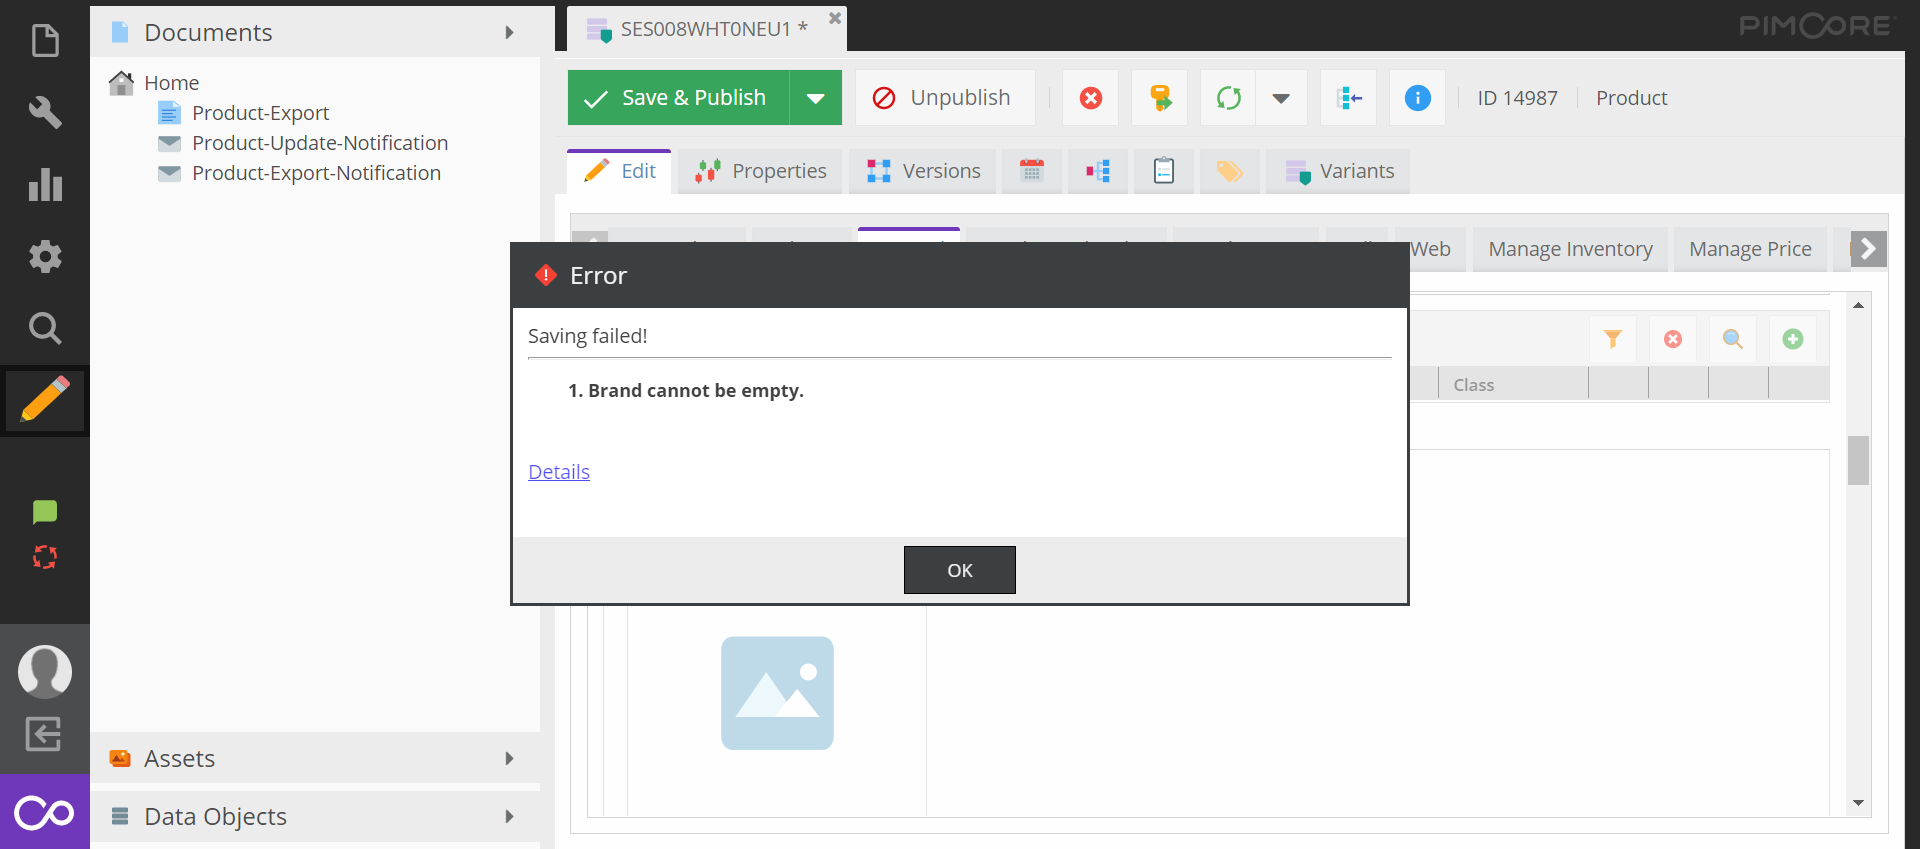 Documents
Home
Product-Export
Product-Update-Notification
Product-Export-Notification
Assets
Data Objects
SES008WHT0NEU1 *
PIMCORE
Save & Publish
Unpublish
ID 14987
Product
Edit
Properties
Versions
Variants
Web
Manage Inventory
Manage Price
Class
Error
Saving failed!
1. Brand cannot be empty.
Details
OK